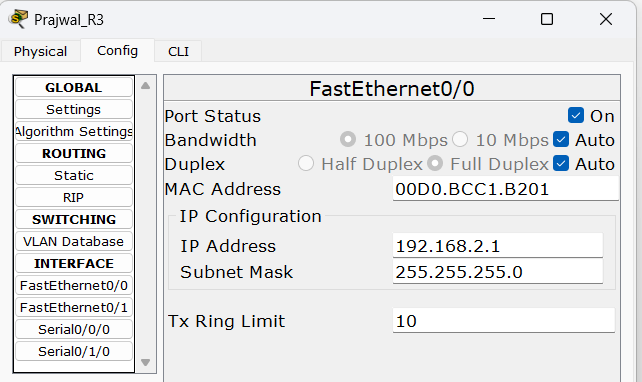 Prajwal_R3
Physical Config CLI
GLOBAL
Settings
Algorithm Settings
ROUTING
Static
RIP
SWITCHING
VLAN Database
INTERFACE
FastEthernet0/0
FastEthernet0/1
Serial0/0/0
Serial0/1/0
FastEthernet0/0
Port Status On
Bandwidth 100 Mbps 10 Mbps Auto
Duplex Half Duplex Full Duplex Auto
MAC Address 00D0.BCC1.B201
IP Configuration
IP Address 192.168.2.1
Subnet Mask 255.255.255.0
Tx Ring Limit 10